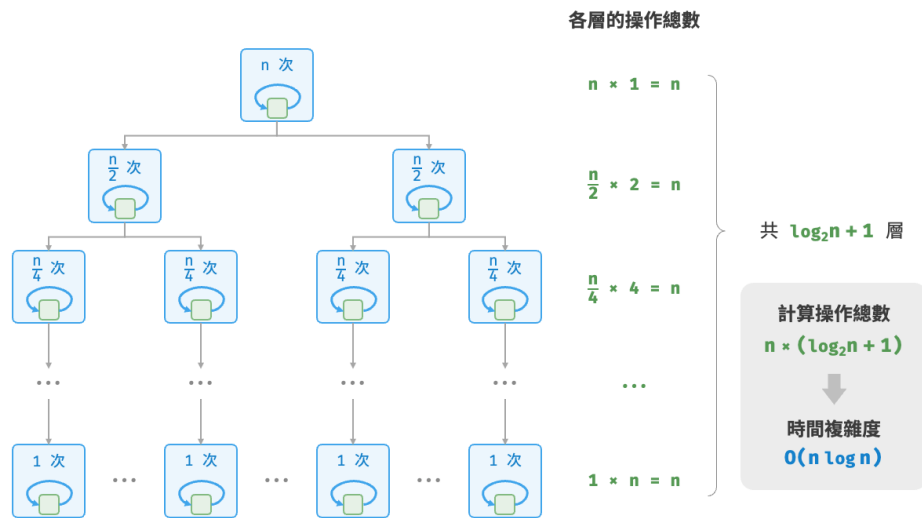 各層的操作總數
n 次
n × 1 = n
n/2 次
n/2 次
n/2 × 2 = n
共 log₂n + 1 層
n/4 次
n/4 次
n/4 次
n/4 次
n/4 × 4 = n
計算操作總數
n × (log₂n + 1)
...
...
...
...
...
時間複雜度
O(n log n)
1 次
...
1 次
...
1 次
...
1 次
1 × n = n